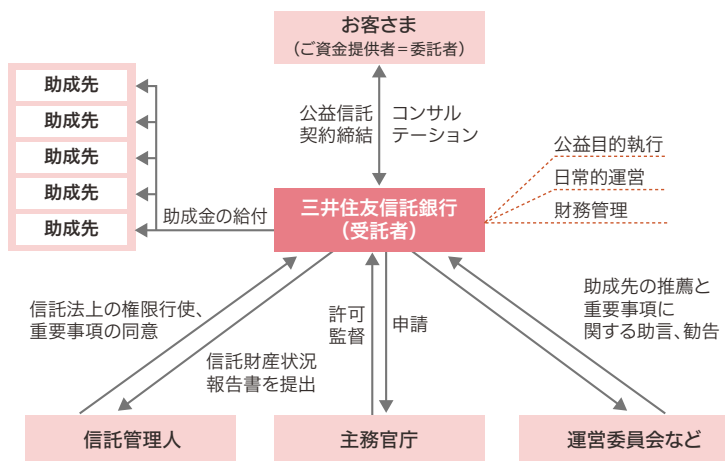 お客さま
(ご資金提供者=委託者)
助成先
助成先
助成先
助成先
助成先
公益信託
契約締結
コンサル
テーション
公益目的執行
日常的運営
財務管理
助成金の給付
三井住友信託銀行
(受託者)
信託法上の権限行使、
重要事項の同意
信託財産状況
報告書を提出
許可
監督
申請
助成先の推薦と
重要事項に
関する助言、勧告
信託管理人
主務官庁
運営委員会など